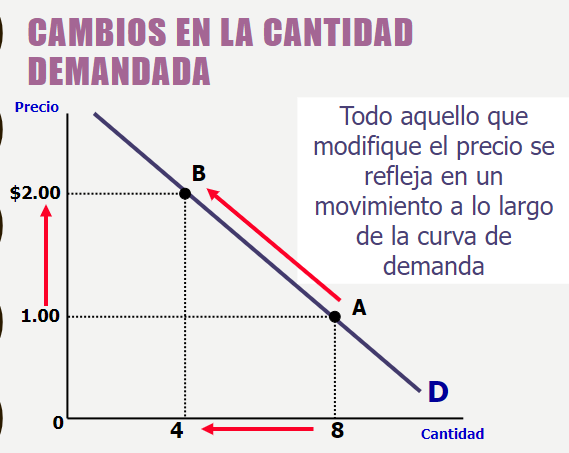 CAMBIOS EN LA CANTIDAD
DEMANDADA
Precio
Todo aquello que
modifique el precio se
refleja en un
movimiento a lo largo
de la curva de
demanda
B
$2.00
A
1.00
D
0
4
8
Cantidad